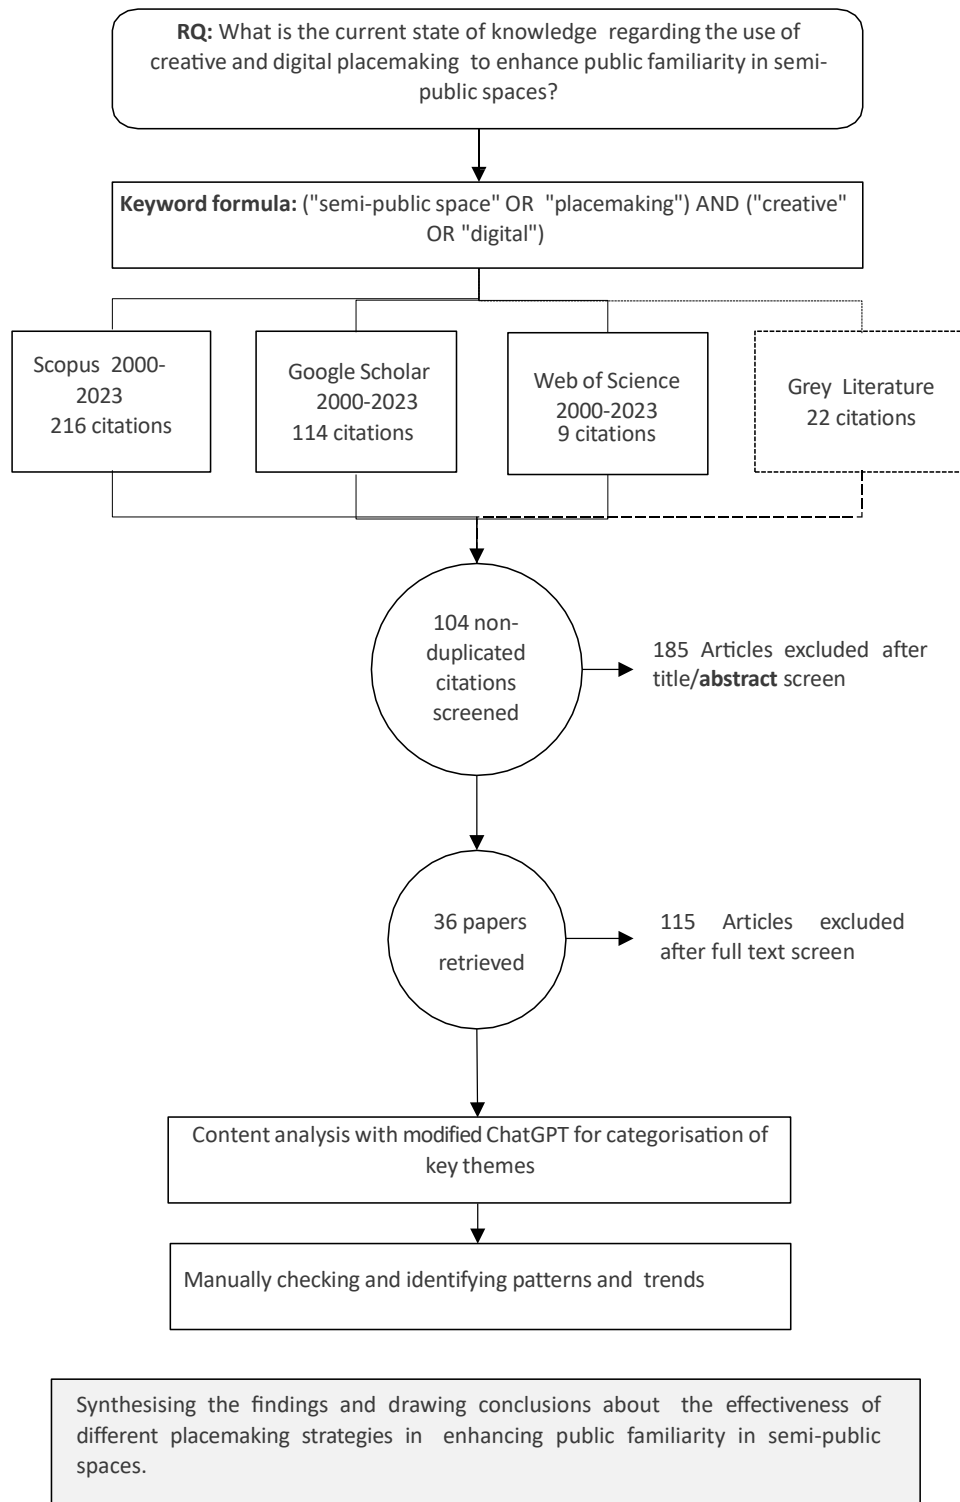 RQ: What is the current state of knowledge regarding the use of
creative and digital placemaking to enhance public familiarity in semi-
public spaces?
Keyword formula: ("semi-public space" OR "placemaking") AND ("creative"
OR "digital")
Scopus 2000-
2023
216 citations
Google Scholar
2000-2023
114 citations
Web of Science
2000-2023
9 citations
Grey Literature
22 citations
104 non-
duplicated
citations
screened
185 Articles excluded after
title/abstract screen
36 papers
retrieved
115 Articles excluded
after full text screen
Content analysis with modified ChatGPT for categorisation of
key themes
Manually checking and identifying patterns and trends
Synthesising the findings and drawing conclusions about the effectiveness of
different placemaking strategies in enhancing public familiarity in semi-public
spaces.